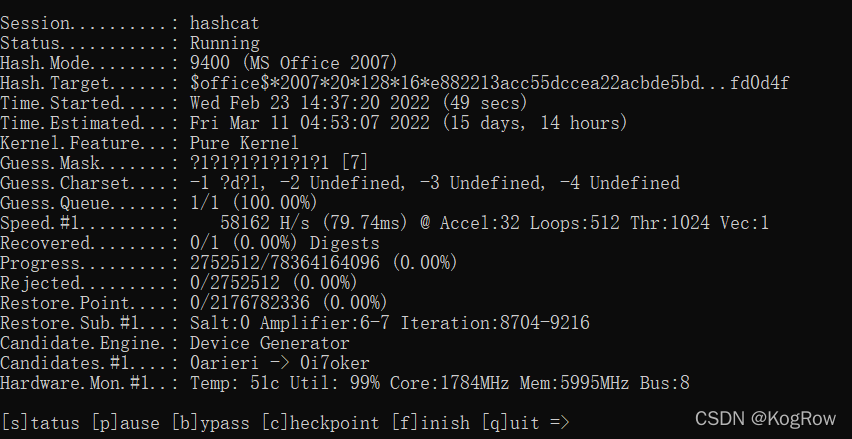 Session..........: hashcat
Status...........: Running
Hash.Mode........: 9400 (MS Office 2007)
Hash.Target......: $office$*2007*20*128*16*e882213acc55dccea22acbde5bd...fd0d4f
Time.Started.....: Wed Feb 23 14:37:20 2022 (49 secs)
Time.Estimated...: Fri Mar 11 04:53:07 2022 (15 days, 14 hours)
Kernel.Feature...: Pure Kernel
Guess.Mask.......: ?1?1?1?1?1?1?1 [7]
Guess.Charset....: -1 ?d?l, -2 Undefined, -3 Undefined, -4 Undefined
Guess.Queue......: 1/1 (100.00%)
Speed.#1.........:    58162 H/s (79.74ms) @ Accel:32 Loops:512 Thr:1024 Vec:1
Recovered........: 0/1 (0.00%) Digests
Progress.........: 2752512/78364164096 (0.00%)
Rejected.........: 0/2752512 (0.00%)
Restore.Point....: 0/2176782336 (0.00%)
Restore.Sub.#1...: Salt:0 Amplifier:6-7 Iteration:8704-9216
Candidate.Engine.: Device Generator
Candidates.#1....: 0arieri -> 0i7oker
Hardware.Mon.#1..: Temp: 51c Util: 99% Core:1784MHz Mem:5995MHz Bus:8
[s]tatus [p]ause [b]ypass [c]heckpoint [f]inish [q]uit =>
CSDN @KogRow